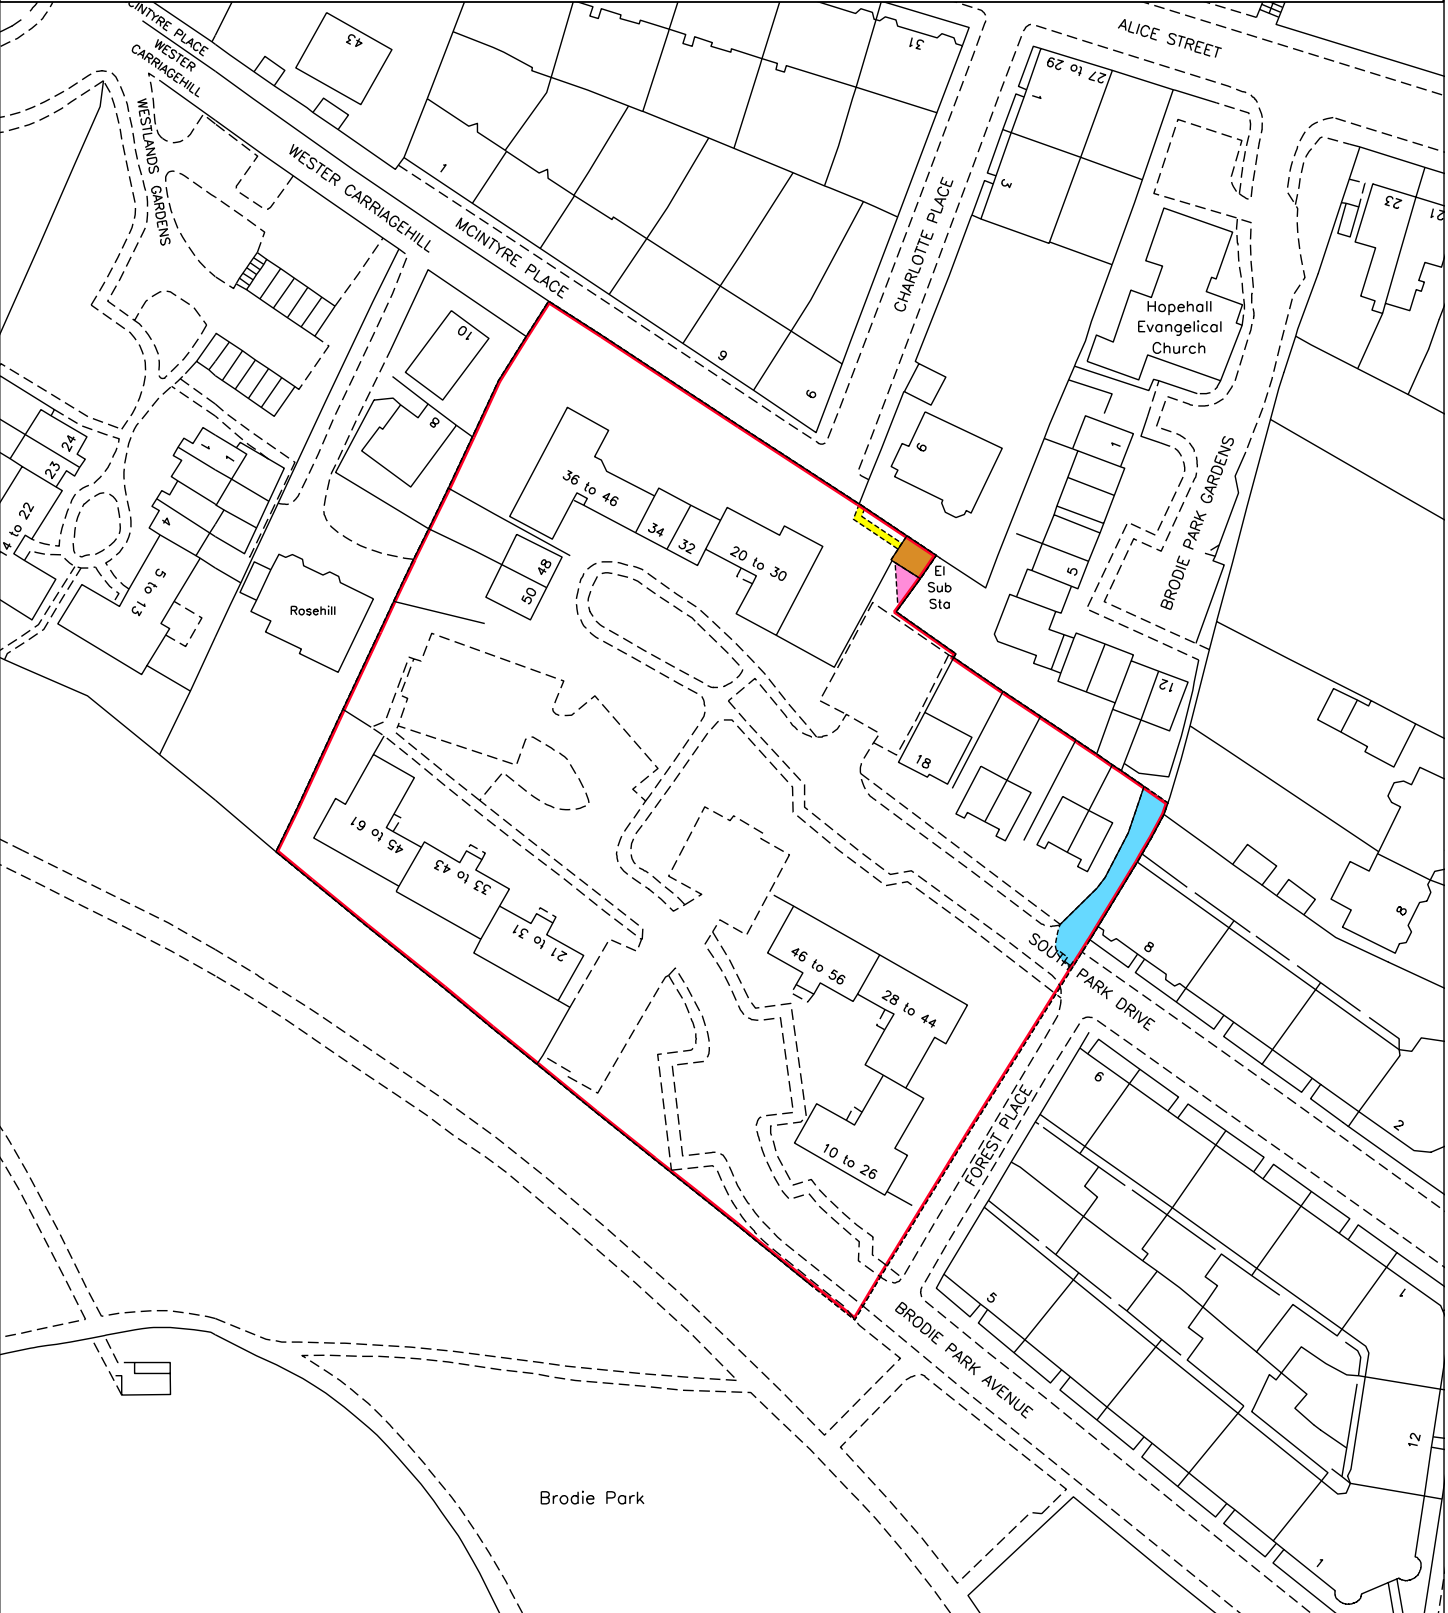 CINTYRE PLACE
WESTER
CARRIAGEHILL
43
31
ALICE STREET
27 to 29
1
3
WESTLANDS GARDENS
WESTER CARRIAGEHILL
MCINTYRE PLACE
1
CHARLOTTE PLACE
23
21
Hopehall
Evangelical
Church
10
8
9
9
9
1
BRODIE PARK GARDENS
5
12
24
23
4 to 22
1
1
4
5 to 13
Rosehill
36 to 46
34
32
20 to 30
48
50
El
Sub
Sta
18
45 to 61
33 to 43
21 to 31
46 to 56
28 to 44
10 to 26
SOUTH PARK DRIVE
8
8
2
FOREST PLACE
6
5
1
BRODIE PARK AVENUE
12
1
Brodie Park